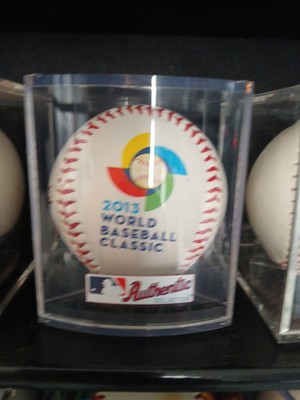 2013
WORLD
BASEBALL
CLASSIC
Authentic